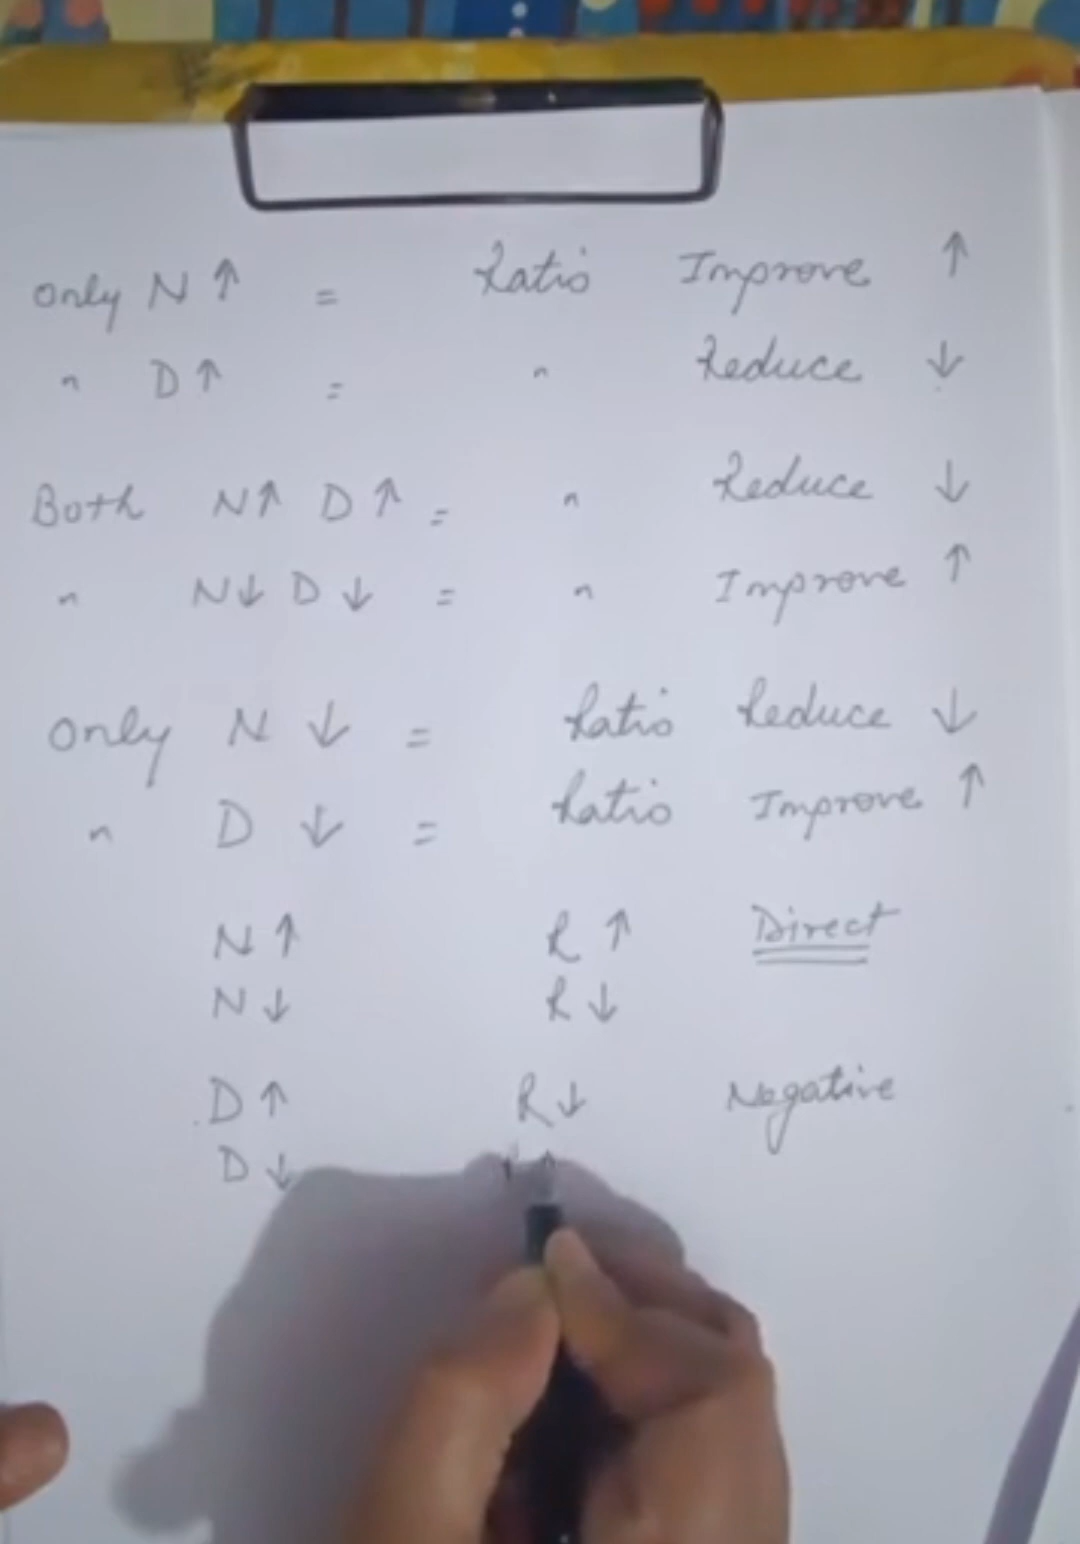 Only N ↑ = Ratio Improve ↑
" D ↑ = " Reduce ↓
Both N↑ D↑ = " Reduce ↓
" N↓ D↓ = " Improve ↑
Only N ↓ = Ratio Reduce ↓
" D ↓ = Ratio Improve ↑
N ↑ R ↑ Direct
N ↓ R ↓
D ↑ R ↓ Negative
D ↓ ↑